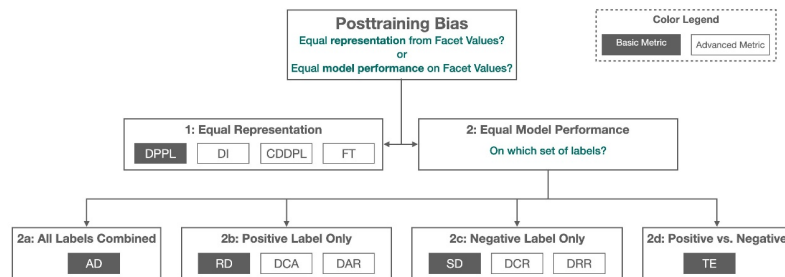 Posttraining Bias
Equal representation from Facet Values?
or
Equal model performance on Facet Values?
Color Legend
Basic Metric
Advanced Metric
1: Equal Representation
DPPL
DI
CDDPL
FT
2: Equal Model Performance
On which set of labels?
2a: All Labels Combined
AD
2b: Positive Label Only
RD
DCA
DAR
2c: Negative Label Only
SD
DCR
DRR
2d: Positive vs. Negative
TE